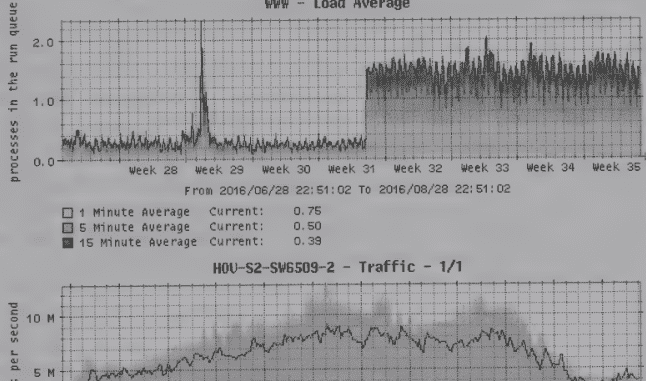 WWW - Load Average
processes in the run queue
2.0
1.0
0.0
Week 28 Week 29 Week 30 Week 31 Week 32 Week 33 Week 34 Week 35
From 2016/06/28 22:51:02 To 2016/08/28 22:51:02
1 Minute Average Current: 0.75
5 Minute Average Current: 0.50
15 Minute Average Current: 0.39
HOU-S2-SW6509-2 - Traffic - 1/1
per second
10 M
5 M